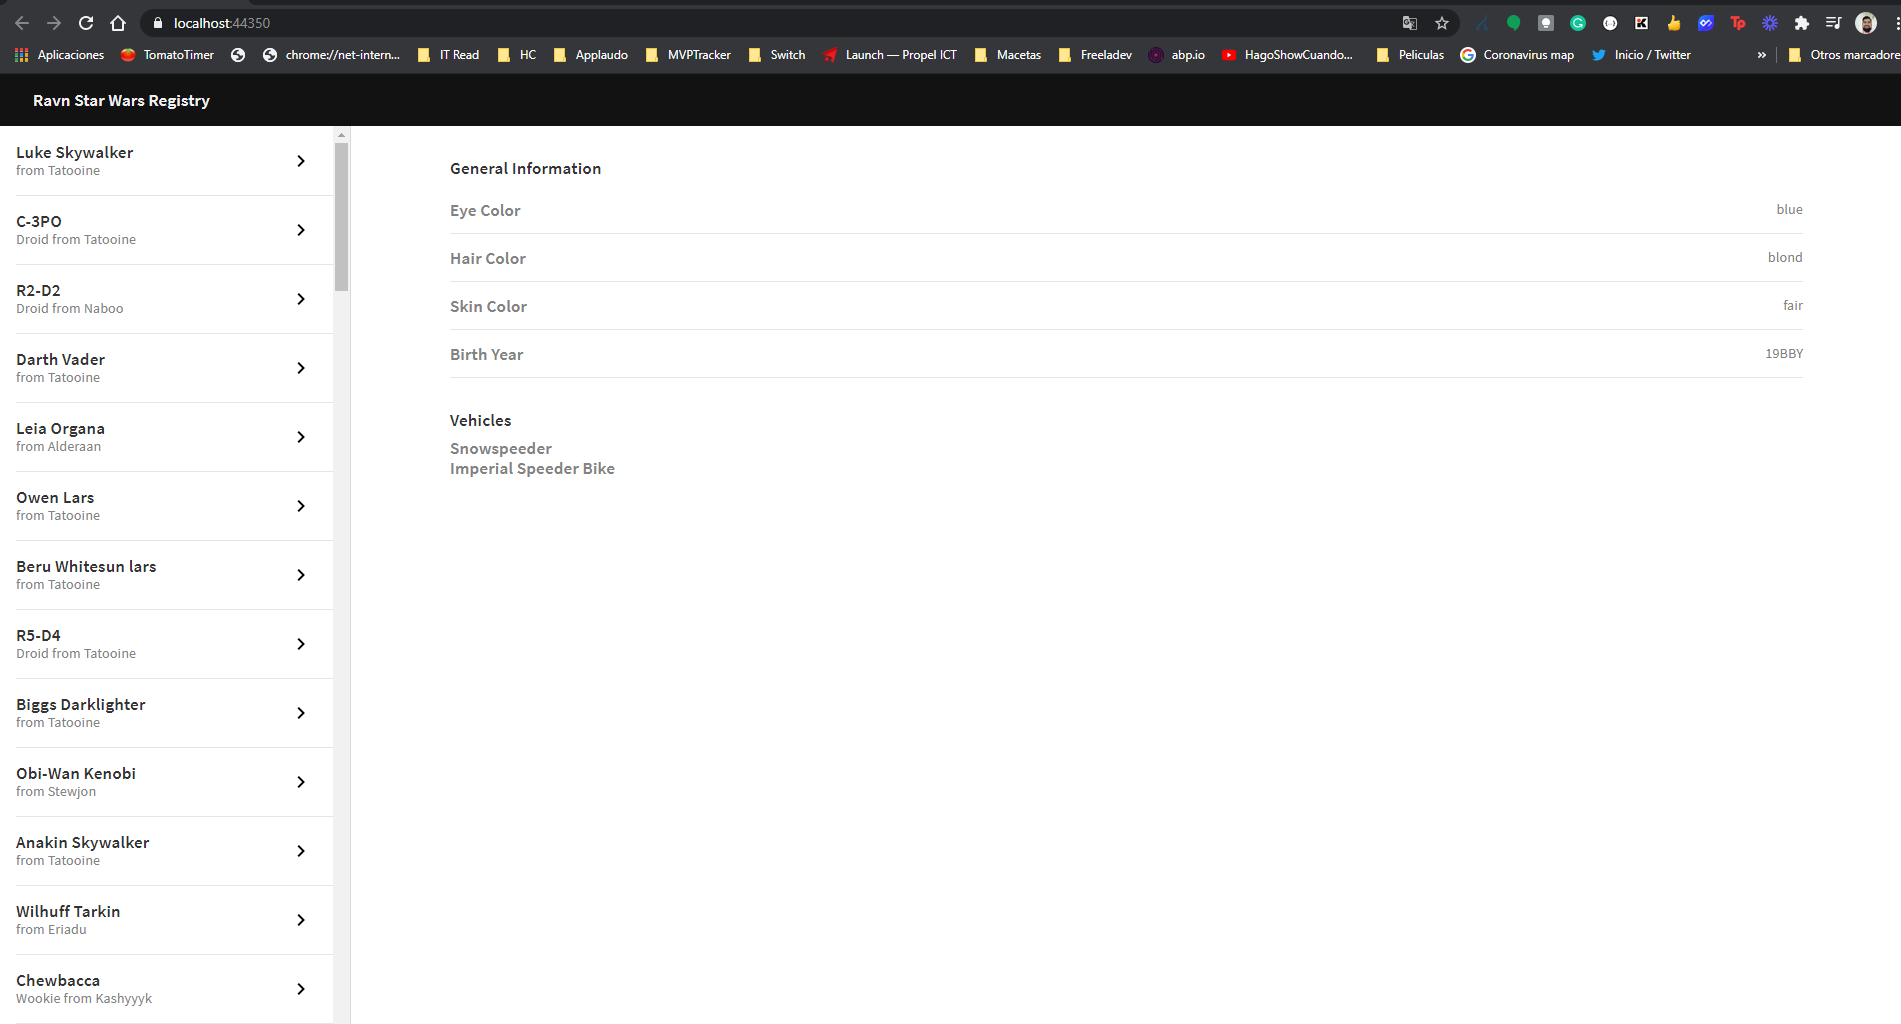 localhost:44350
Aplicaciones
TomatoTimer
chrome://net-intern...
IT Read
HC
Applaudo
MVPTracker
Switch
Launch — Propel ICT
Macetas
Freeladev
abp.io
HagoShowCuando...
Peliculas
Coronavirus map
Inicio / Twitter
»
Otros marcadore
Ravn Star Wars Registry
Luke Skywalker
from Tatooine
C-3PO
Droid from Tatooine
R2-D2
Droid from Naboo
Darth Vader
from Tatooine
Leia Organa
from Alderaan
Owen Lars
from Tatooine
Beru Whitesun lars
from Tatooine
R5-D4
Droid from Tatooine
Biggs Darklighter
from Tatooine
Obi-Wan Kenobi
from Stewjon
Anakin Skywalker
from Tatooine
Wilhuff Tarkin
from Eriadu
Chewbacca
Wookie from Kashyyyk
General Information
Eye Color blue
Hair Color blond
Skin Color fair
Birth Year 19BBY
Vehicles
Snowspeeder
Imperial Speeder Bike